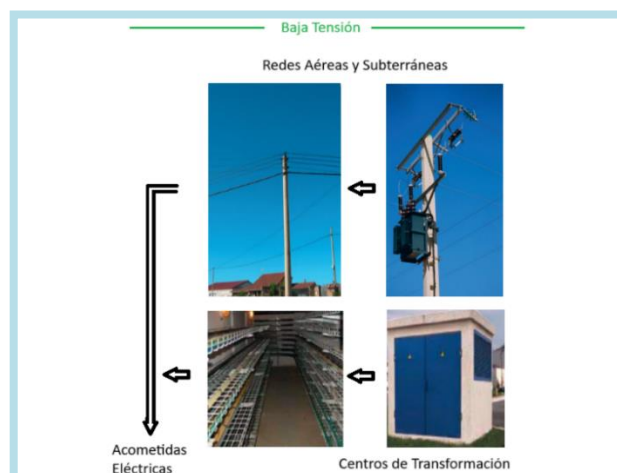 Baja Tensión
Redes Aéreas y Subterráneas
Acometidas
Eléctricas
Centros de Transformación